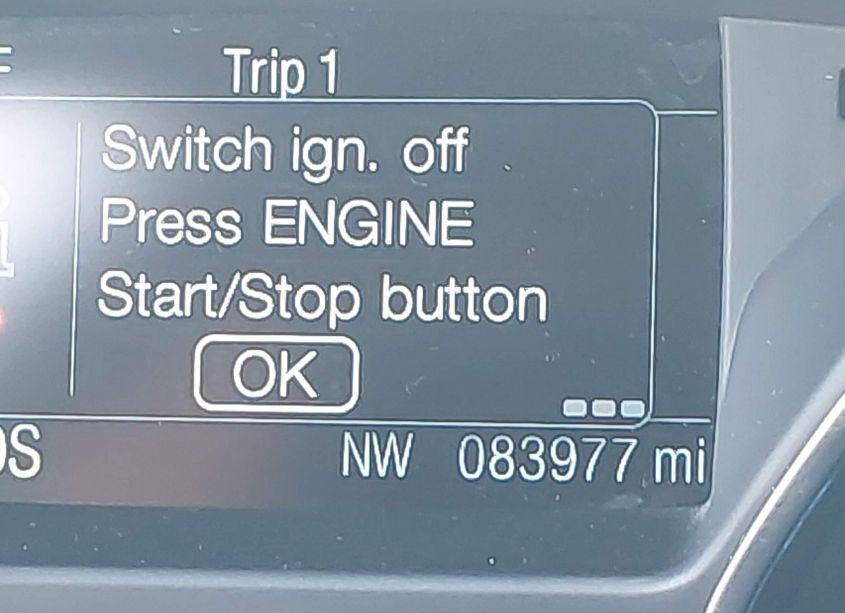 Trip 1
Switch ign. off
Press ENGINE
Start/Stop button
OK
NW 083977 mi